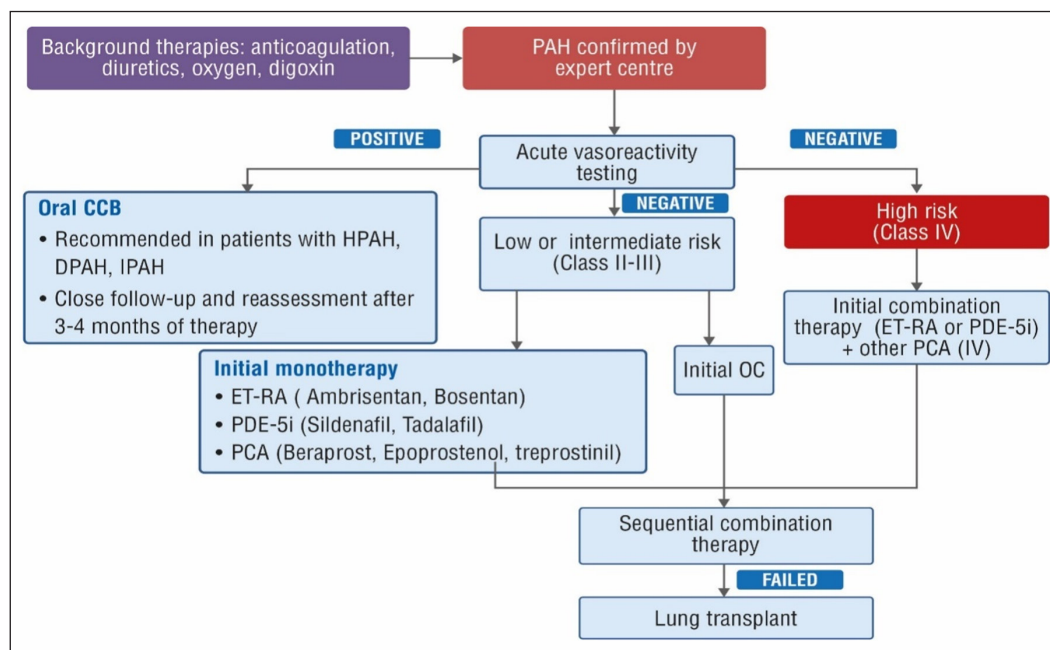 Background therapies: anticoagulation,
diuretics, oxygen, digoxin
PAH confirmed by
expert centre
POSITIVE
Acute vasoreactivity
testing
NEGATIVE
Oral CCB
• Recommended in patients with HPAH,
DPAH, IPAH
• Close follow-up and reassessment after
3-4 months of therapy
NEGATIVE
Low or intermediate risk
(Class II-III)
High risk
(Class IV)
Initial monotherapy
• ET-RA ( Ambrisentan, Bosentan)
• PDE-5i (Sildenafil, Tadalafil)
• PCA (Beraprost, Epoprostenol, treprostinil)
Initial OC
Initial combination
therapy (ET-RA or PDE-5i)
+ other PCA (IV)
Sequential combination
therapy
FAILED
Lung transplant